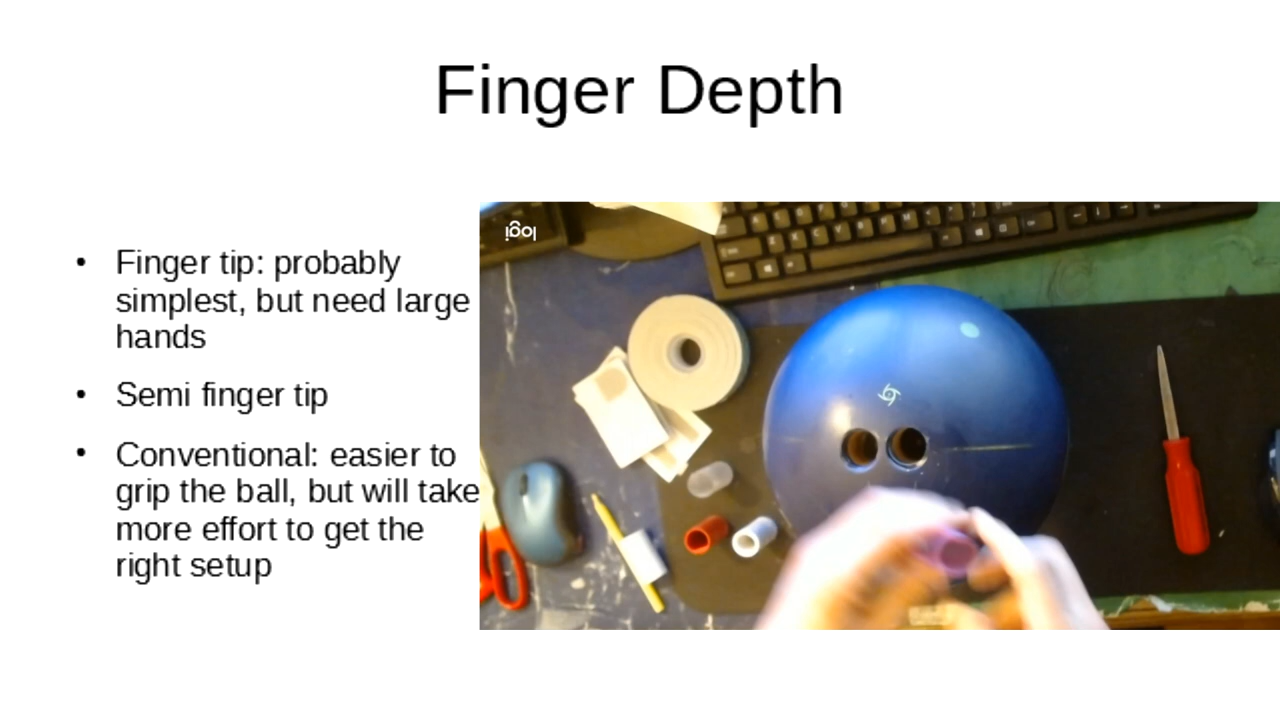 Finger Depth
• Finger tip: probably
simplest, but need large
hands
• Semi finger tip
• Conventional: easier to
grip the ball, but will take
more effort to get the
right setup
logi